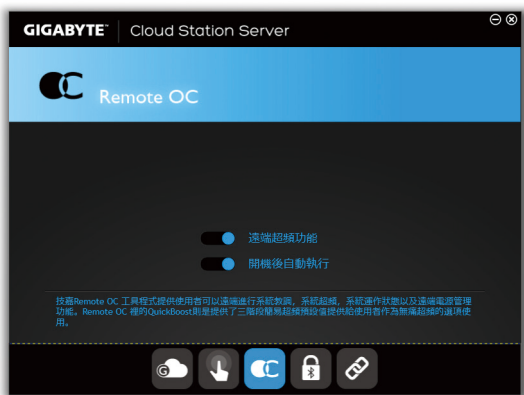 GIGABYTE™ Cloud Station Server
Remote OC
遠端超頻功能
開機後自動執行
技嘉Remote OC 工具程式提供使用者可以遠端進行系統教調，系統超頻，系統運作狀態以及遠端電源管理
功能。Remote OC 裡的QuickBoost則是提供了三階段簡易超頻預設值提供給使用者作為無痛超頻的選項使
用。
G